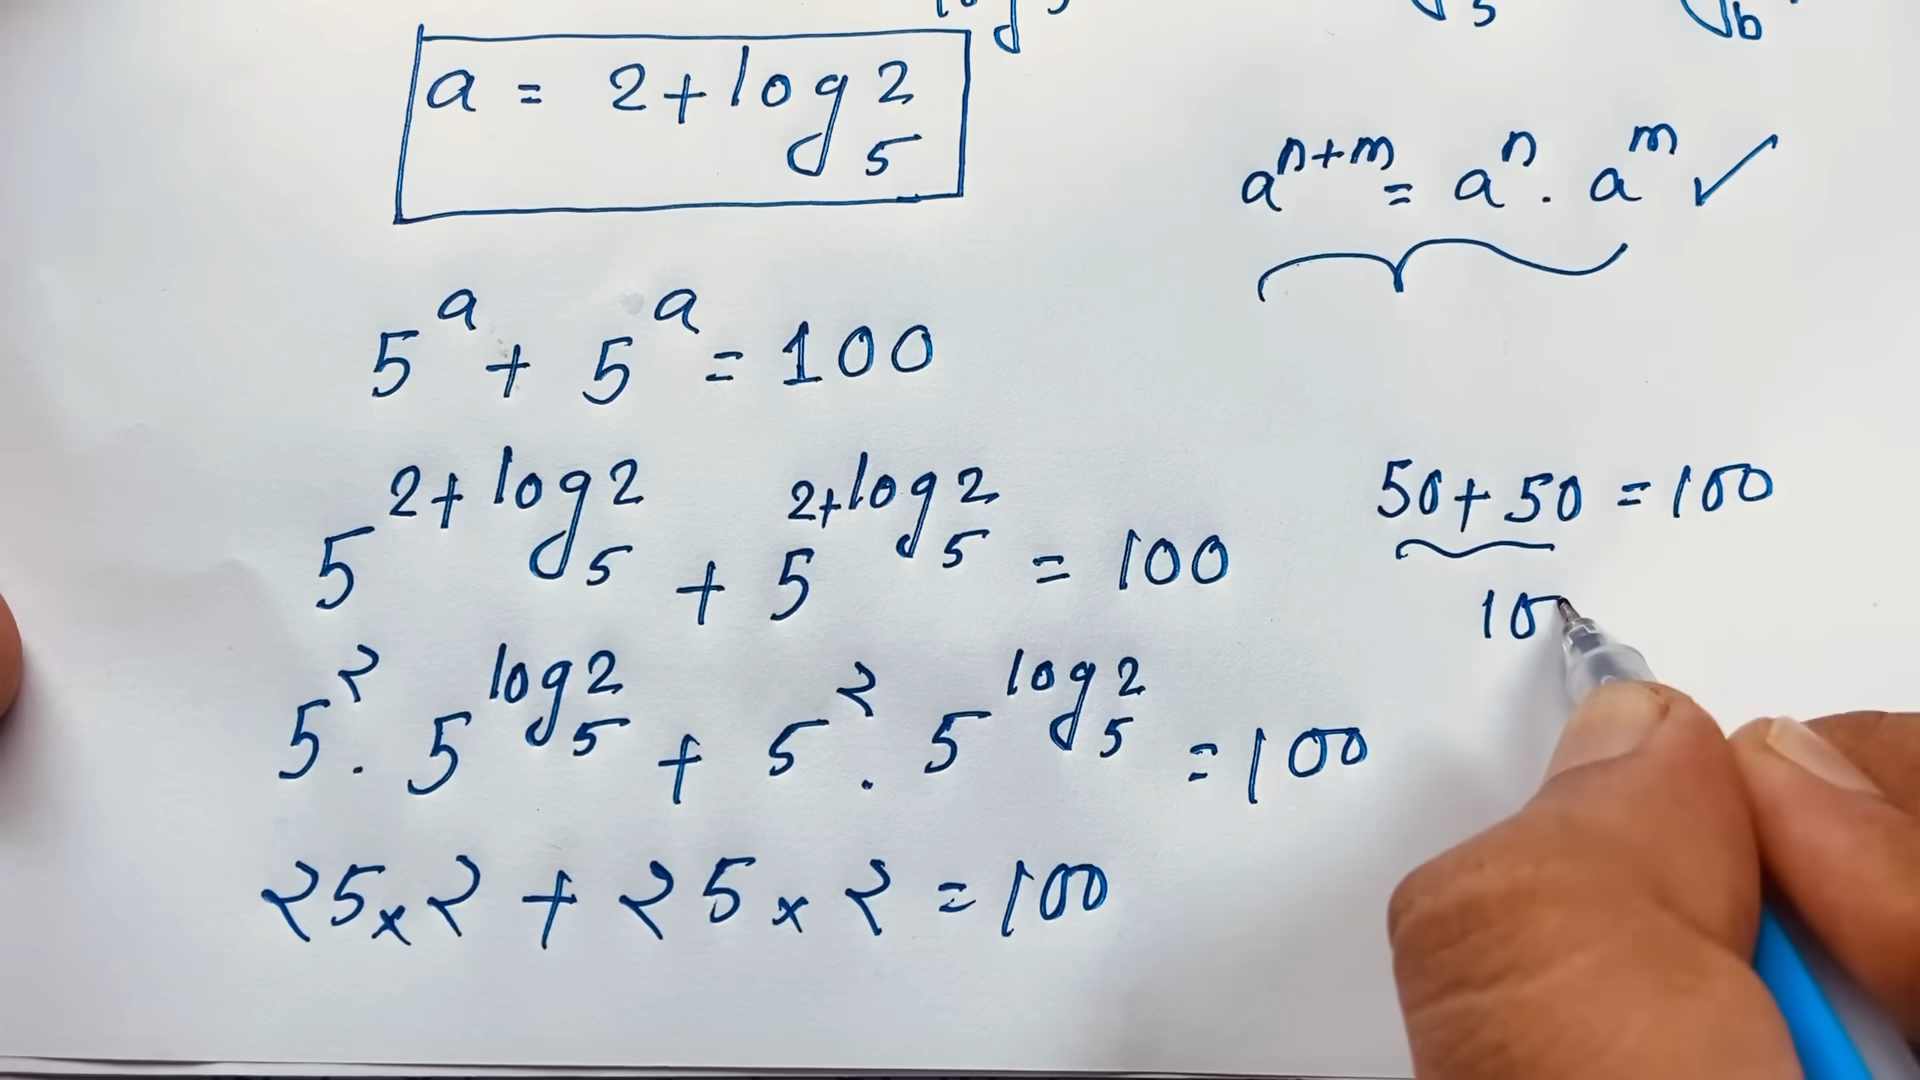 a = 2 + log₅2
aⁿ⁺ᵐ = aⁿ . aᵐ ✓
5ᵃ + 5ᵃ = 100
5^(2+log₅2) + 5^(2+log₅2) = 100
5² . 5^(log₅2) + 5² . 5^(log₅2) = 100
25 × 2 + 25 × 2 = 100
50 + 50 = 100
10